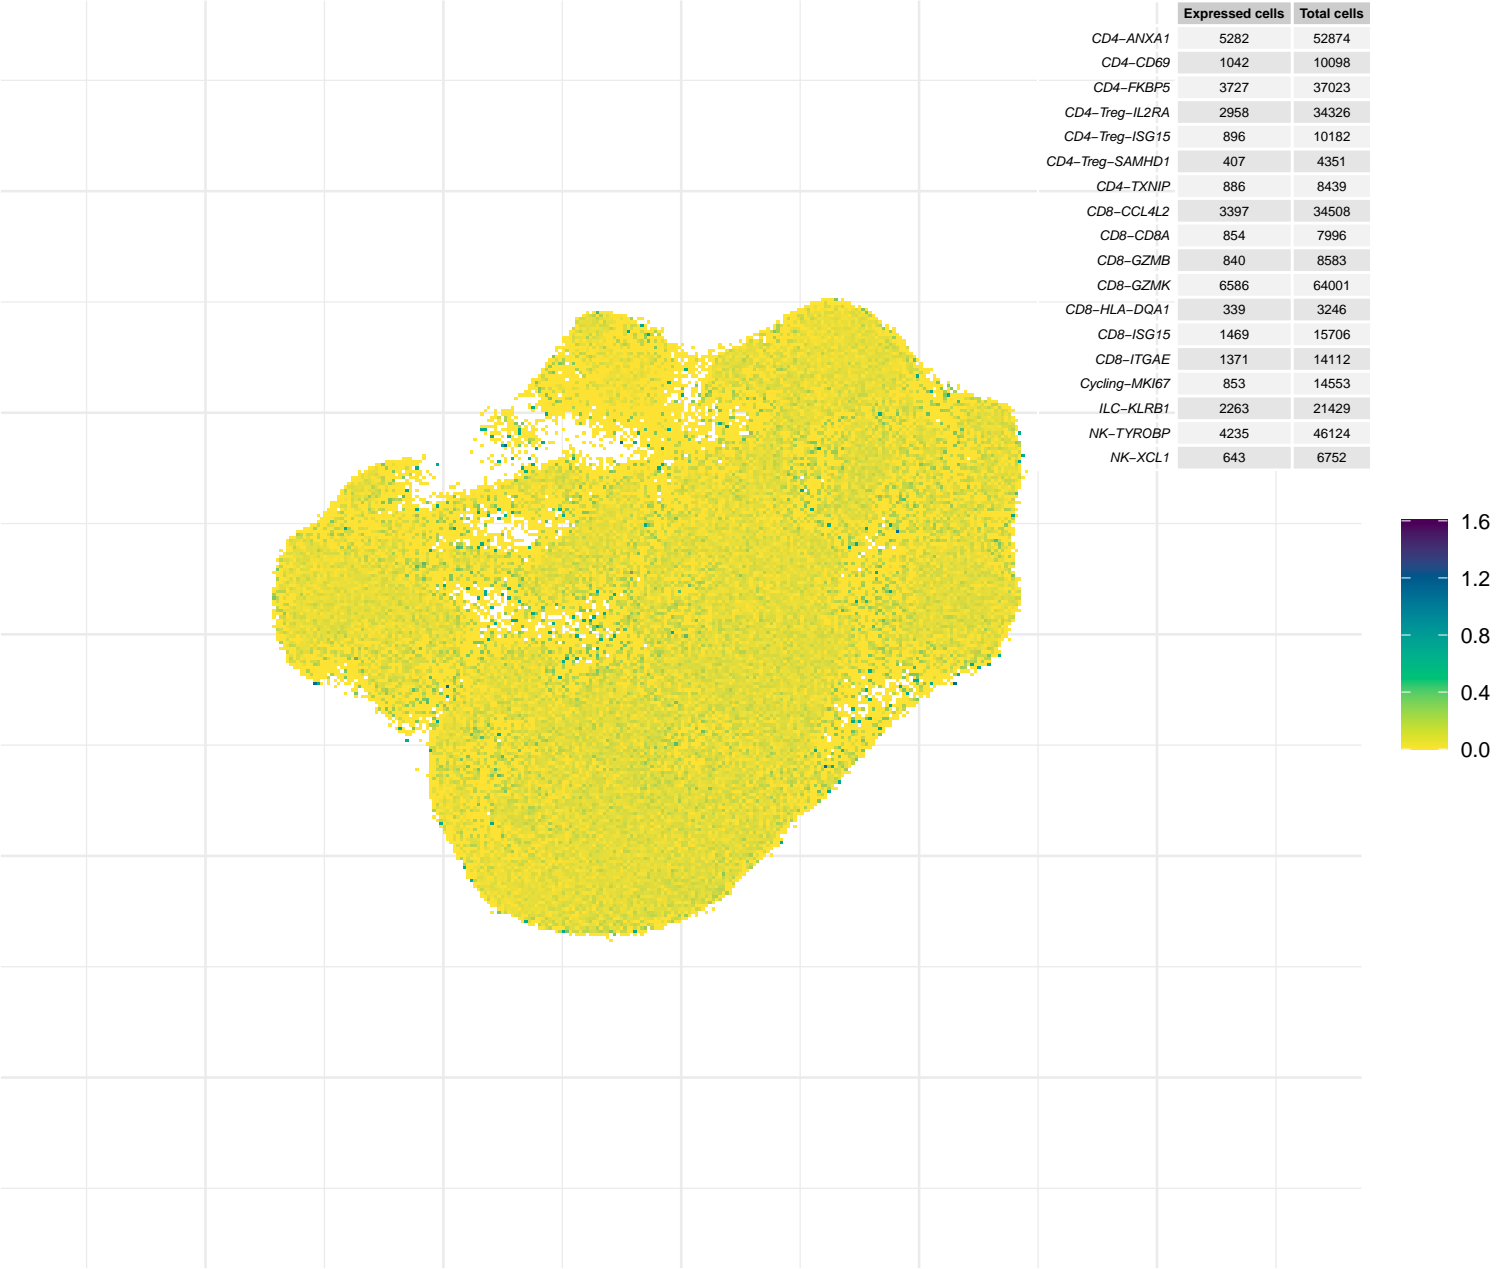 Expressed cells Total cells
CD4−ANXA1 5282 52874
CD4−CD69 1042 10098
CD4−FKBP5 3727 37023
CD4−Treg−IL2RA 2958 34326
CD4−Treg−ISG15 896 10182
CD4−Treg−SAMHD1 407 4351
CD4−TXNIP 886 8439
CD8−CCL4L2 3397 34508
CD8−CD8A 854 7996
CD8−GZMB 840 8583
CD8−GZMK 6586 64001
CD8−HLA−DQA1 339 3246
CD8−ISG15 1469 15706
CD8−ITGAE 1371 14112
Cycling−MKI67 853 14553
ILC−KLRB1 2263 21429
NK−TYROBP 4235 46124
NK−XCL1 643 6752
1.6
1.2
0.8
0.4
0.0